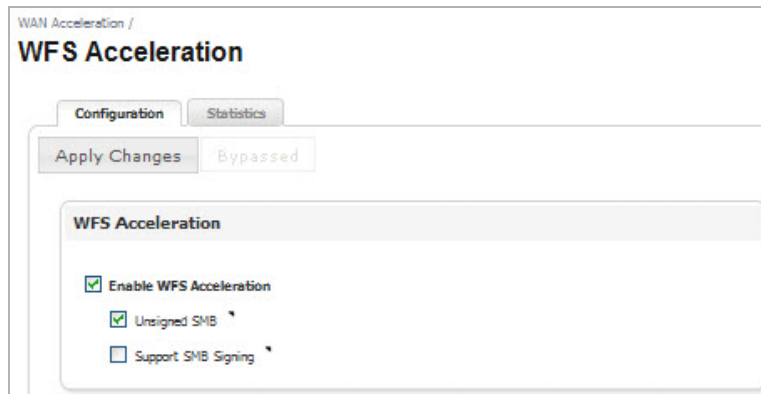 WAN Acceleration /
WFS Acceleration
Configuration Statistics
Apply Changes Bypassed
WFS Acceleration
Enable WFS Acceleration
Unsigned SMB
Support SMB Signing